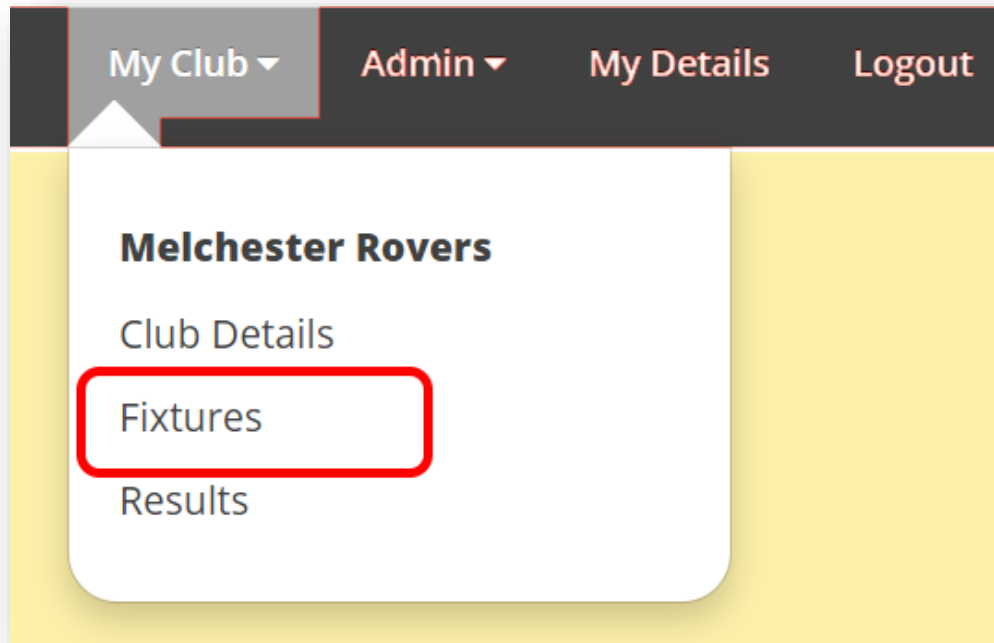 My Club Admin My Details Logout
Melchester Rovers
Club Details
Fixtures
Results